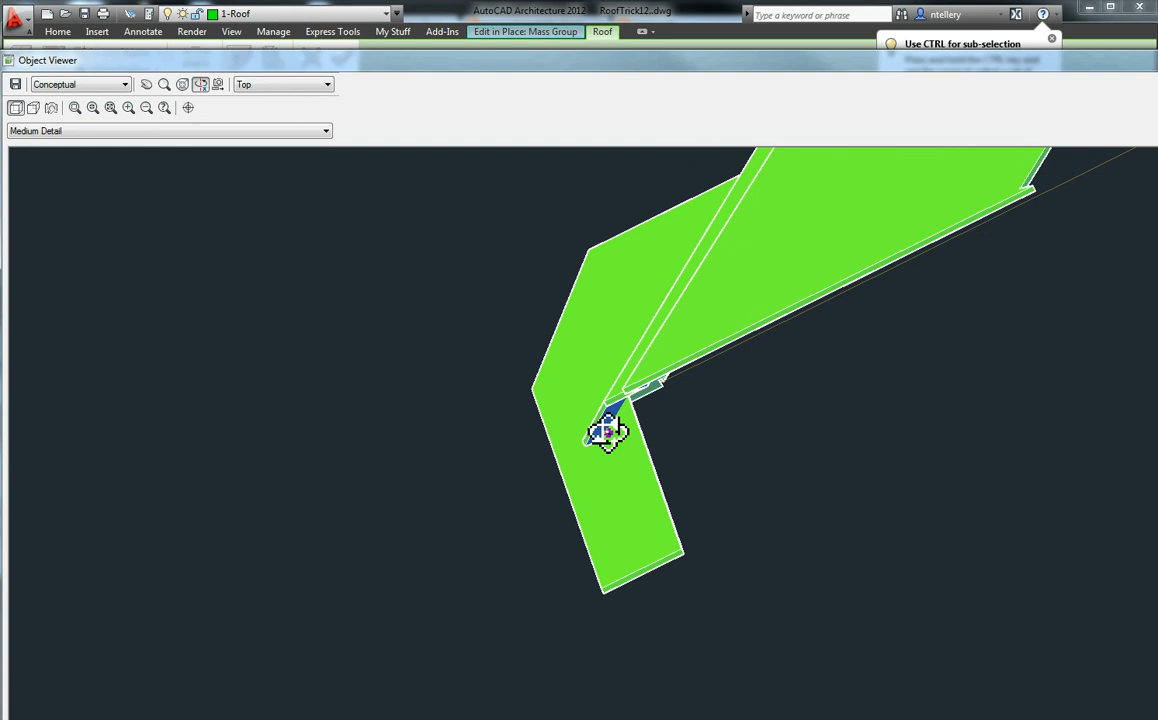 1-Roof
AutoCAD Architecture 2012 RoofTrick12..dwg
Type a keyword or phrase
ntellery
Home Insert Annotate Render View Manage Express Tools My Stuff Add-Ins Edit in Place: Mass Group Roof
Use CTRL for sub-selection
Object Viewer
Conceptual
Top
Medium Detail